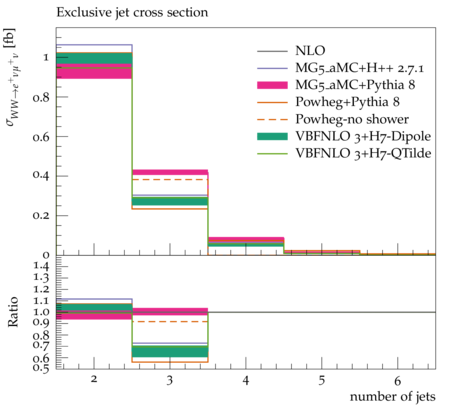 Exclusive jet cross section
σWW→e⁺νμ⁺ν [fb]
1
0.8
0.6
0.4
0.2
0
NLO
MG5_aMC+H++ 2.7.1
MG5_aMC+Pythia 8
Powheg+Pythia 8
Powheg-no shower
VBFNLO 3+H7-Dipole
VBFNLO 3+H7-QTilde
Ratio
1.4
1.3
1.2
1.1
1.0
0.9
0.8
0.7
0.6
0.5
2 3 4 5 6
number of jets